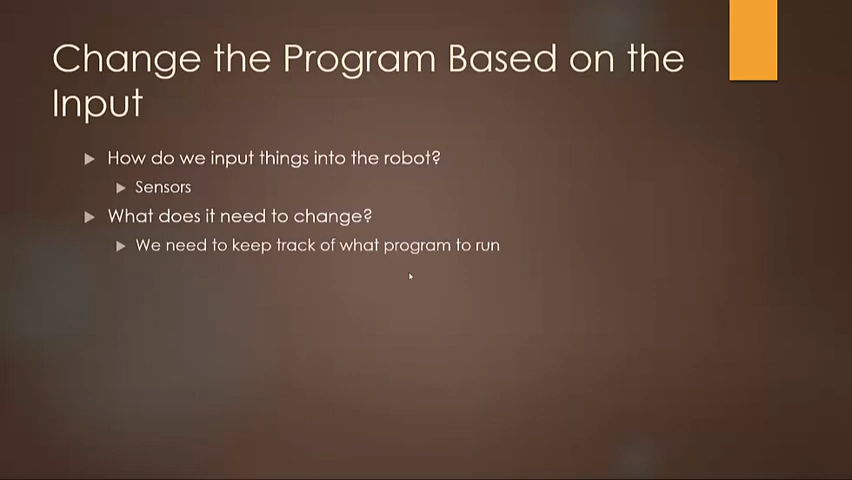 Change the Program Based on the
Input
How do we input things into the robot?
Sensors
What does it need to change?
We need to keep track of what program to run